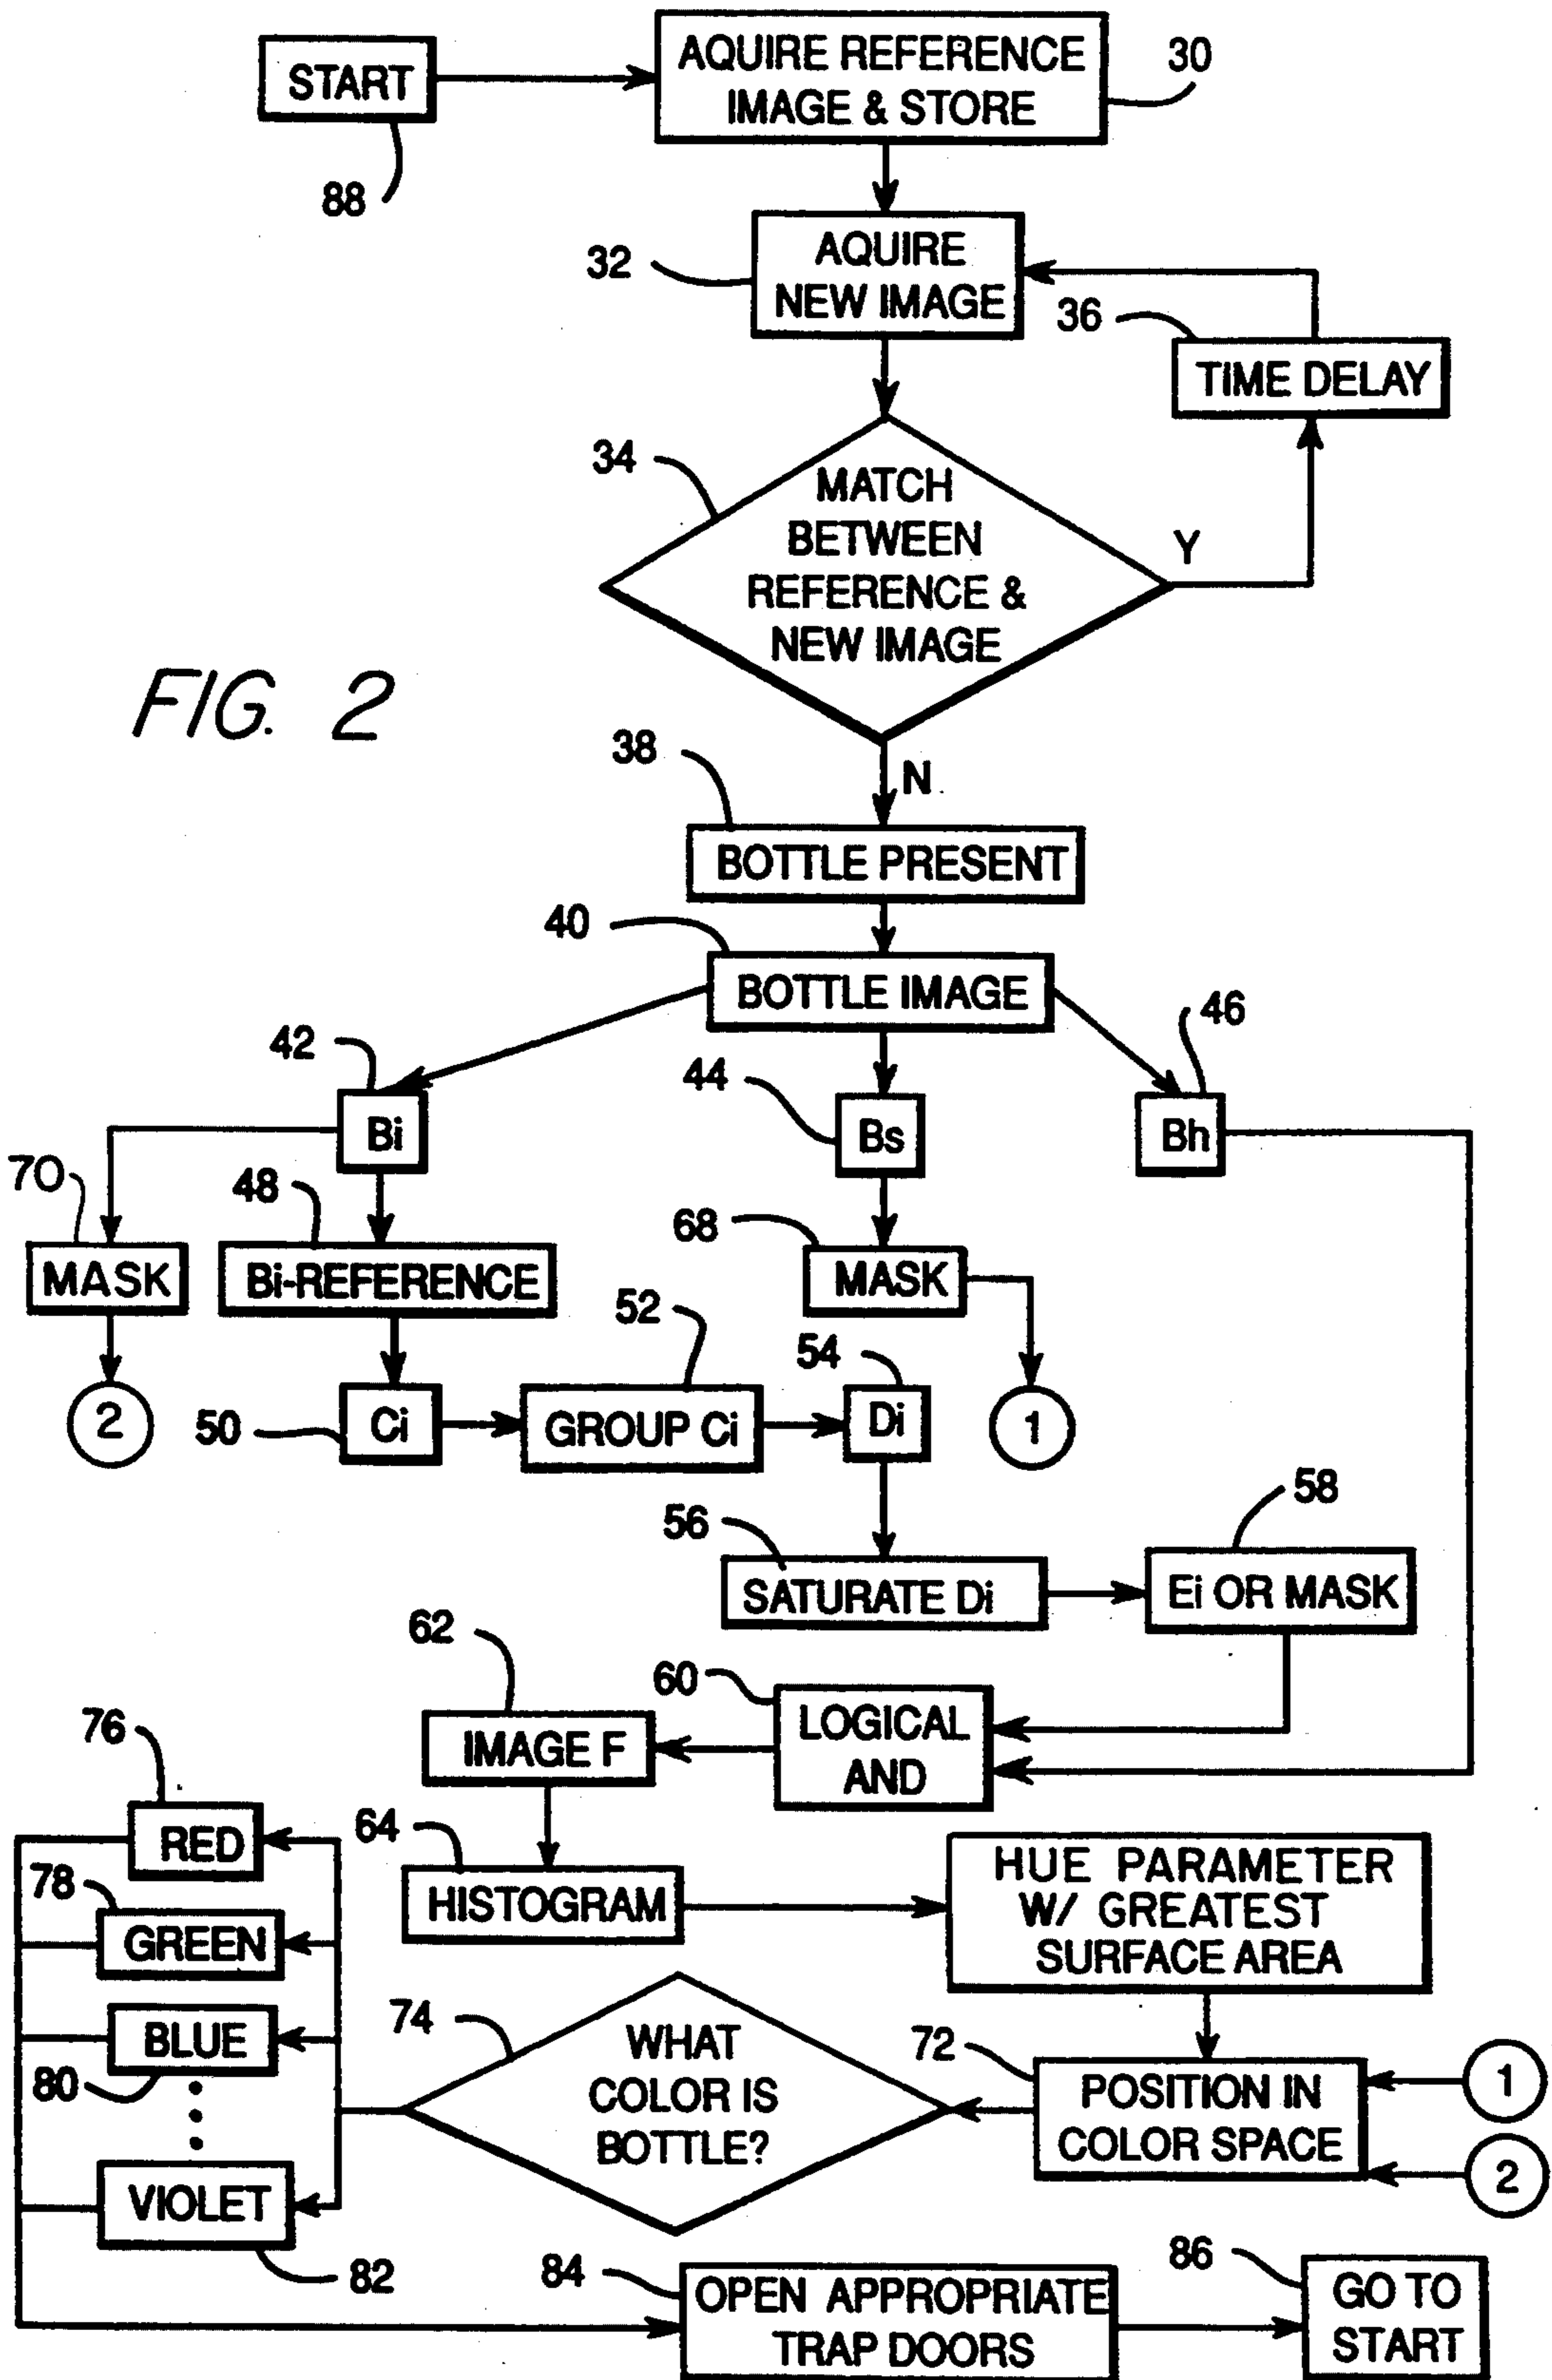 START
88
AQUIRE REFERENCE
IMAGE & STORE
30
32
AQUIRE
NEW IMAGE
36
TIME DELAY
34
MATCH
BETWEEN
REFERENCE &
NEW IMAGE
Y
FIG. 2
N
38
BOTTLE PRESENT
40
BOTTLE IMAGE
42
Bi
44
Bs
46
Bh
70
MASK
48
Bi-REFERENCE
68
MASK
2
50
Ci
52
GROUP Ci
54
Di
1
56
SATURATE Di
58
Ei OR MASK
60
LOGICAL
AND
62
IMAGE F
64
HISTOGRAM
HUE PARAMETER
W/ GREATEST
SURFACE AREA
76
RED
78
GREEN
BLUE
80
VIOLET
82
74
WHAT
COLOR IS
BOTTLE?
72
POSITION IN
COLOR SPACE
1
2
84
OPEN APPROPRIATE
TRAP DOORS
86
GO TO
START